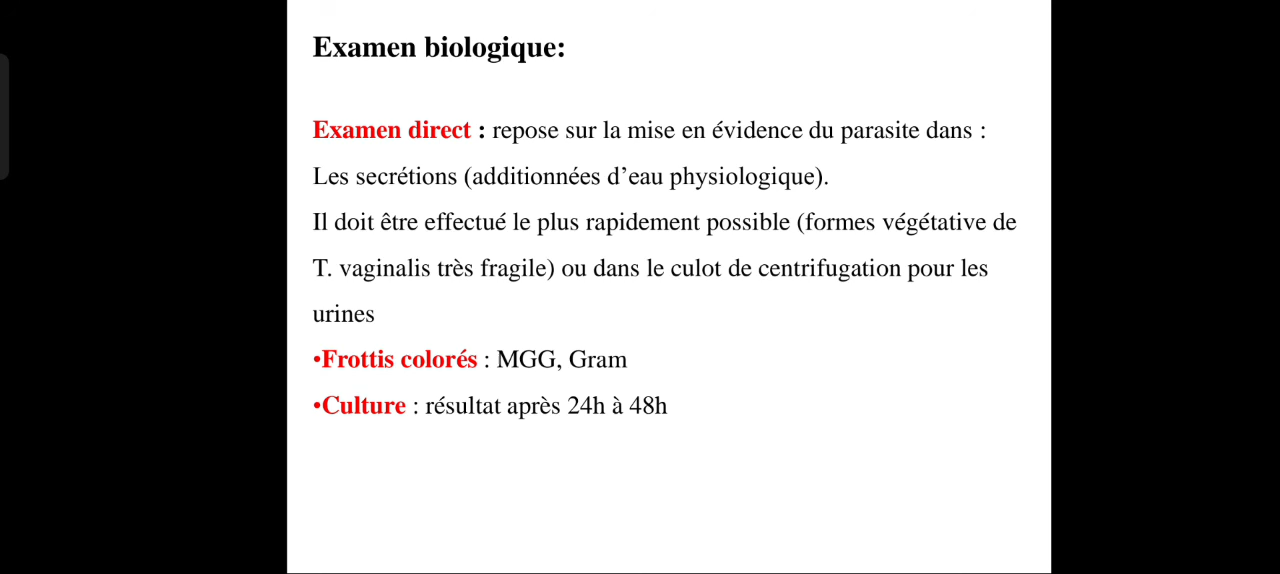 Examen biologique:
Examen direct : repose sur la mise en évidence du parasite dans :
Les secrétions (additionnées d’eau physiologique).
Il doit être effectué le plus rapidement possible (formes végétative de
T. vaginalis très fragile) ou dans le culot de centrifugation pour les
urines
•Frottis colorés : MGG, Gram
•Culture : résultat après 24h à 48h